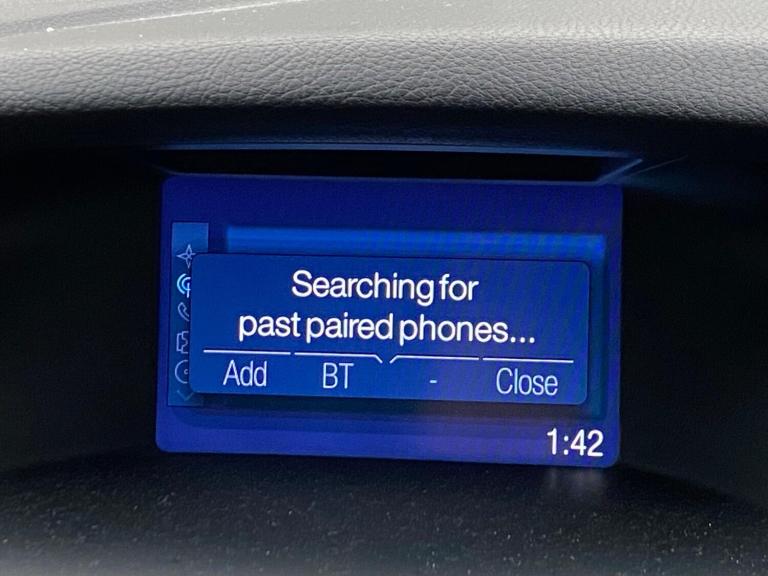 Searching for
past paired phones...
Add BT - Close
1:42